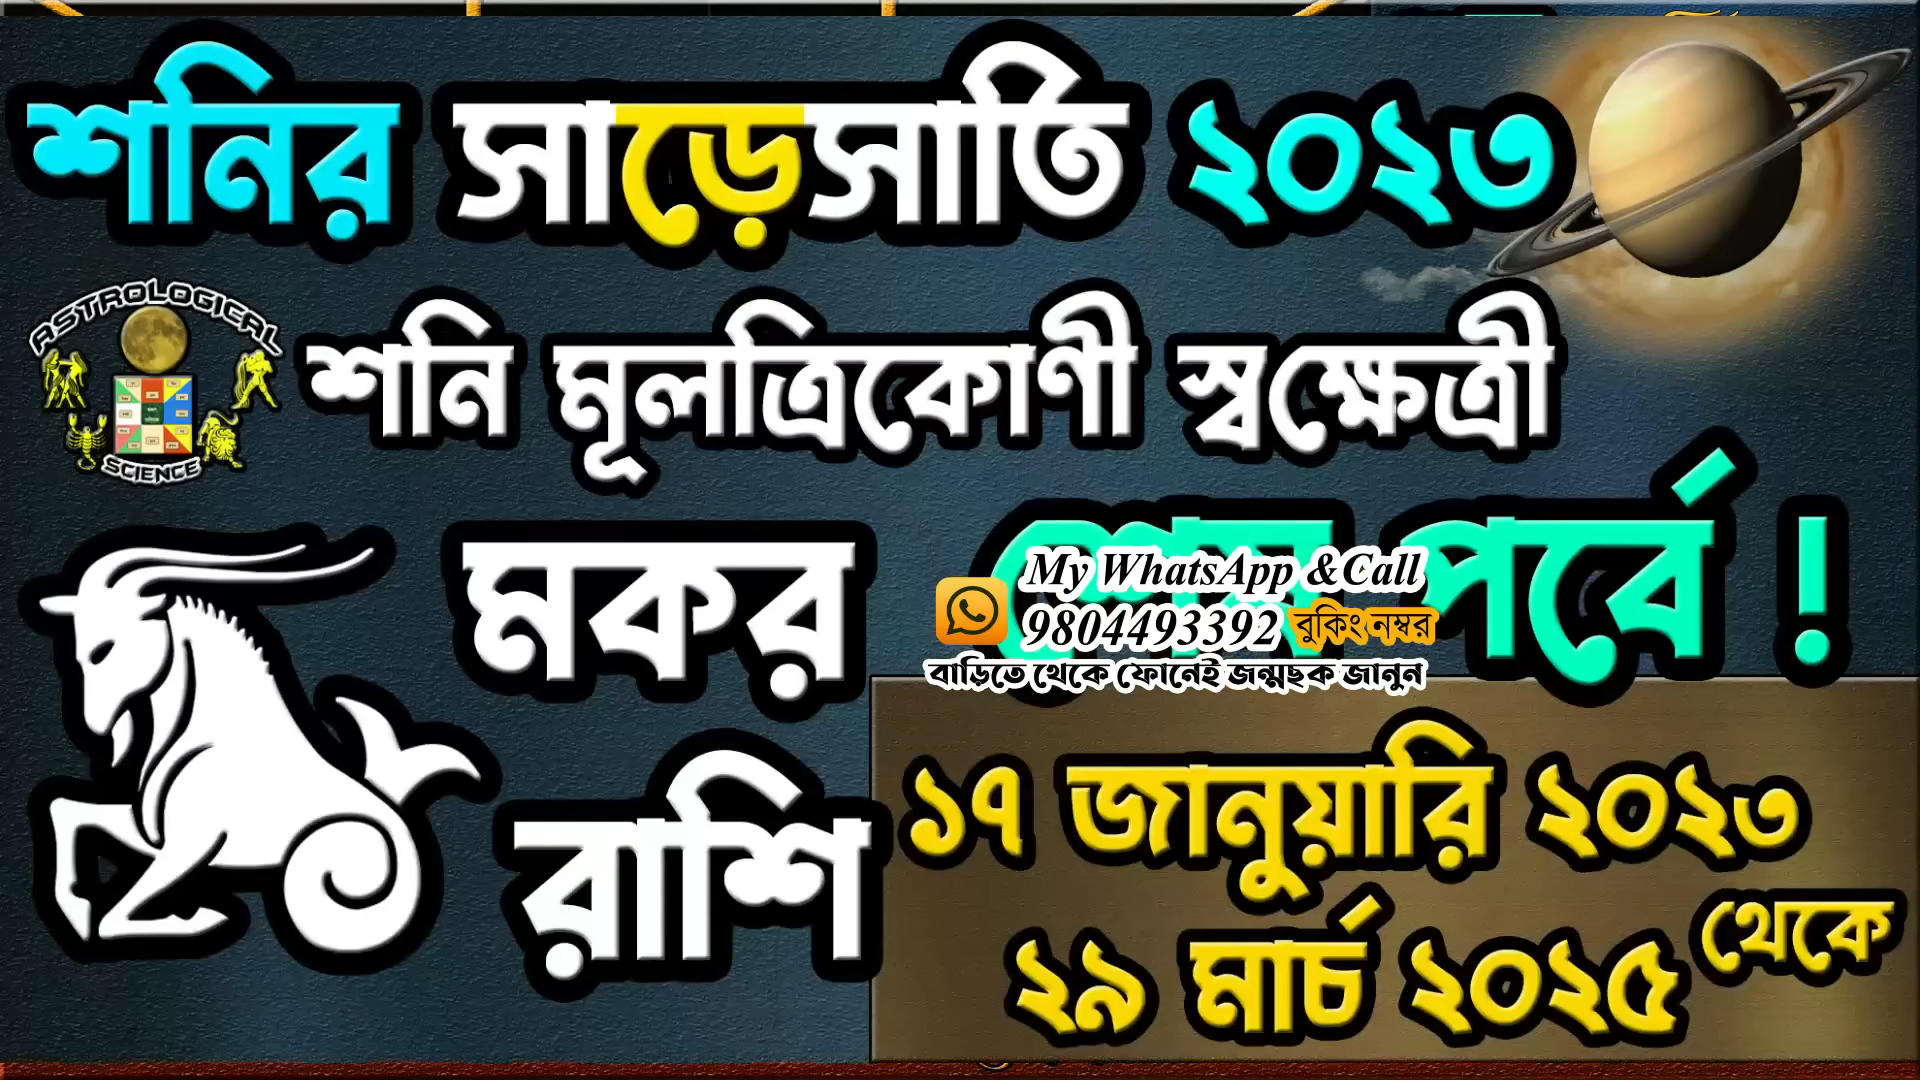 শনির সাড়েসাতি ২০২৩
ASTROLOGICAL
SCIENCE
শনি মূলত্রিকোণী স্বক্ষেত্রী
মকর
রাশি
পর্বে !
My WhatsApp &Call
9804493392 বুকিং নম্বর
বাড়িতে থেকে ফোনেই জন্মছক জানুন
১৭ জানুয়ারি ২০২৩
থেকে
২৯ মার্চ ২০২৫